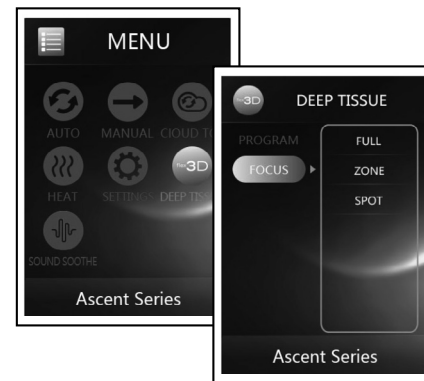 MENU
AUTO MANUAL CLOUD TO
HEAT SETTINGS DEEP TISS
SOUND SOOTHE
Ascent Series
3D DEEP TISSUE
PROGRAM
FOCUS
FULL
ZONE
SPOT
Ascent Series